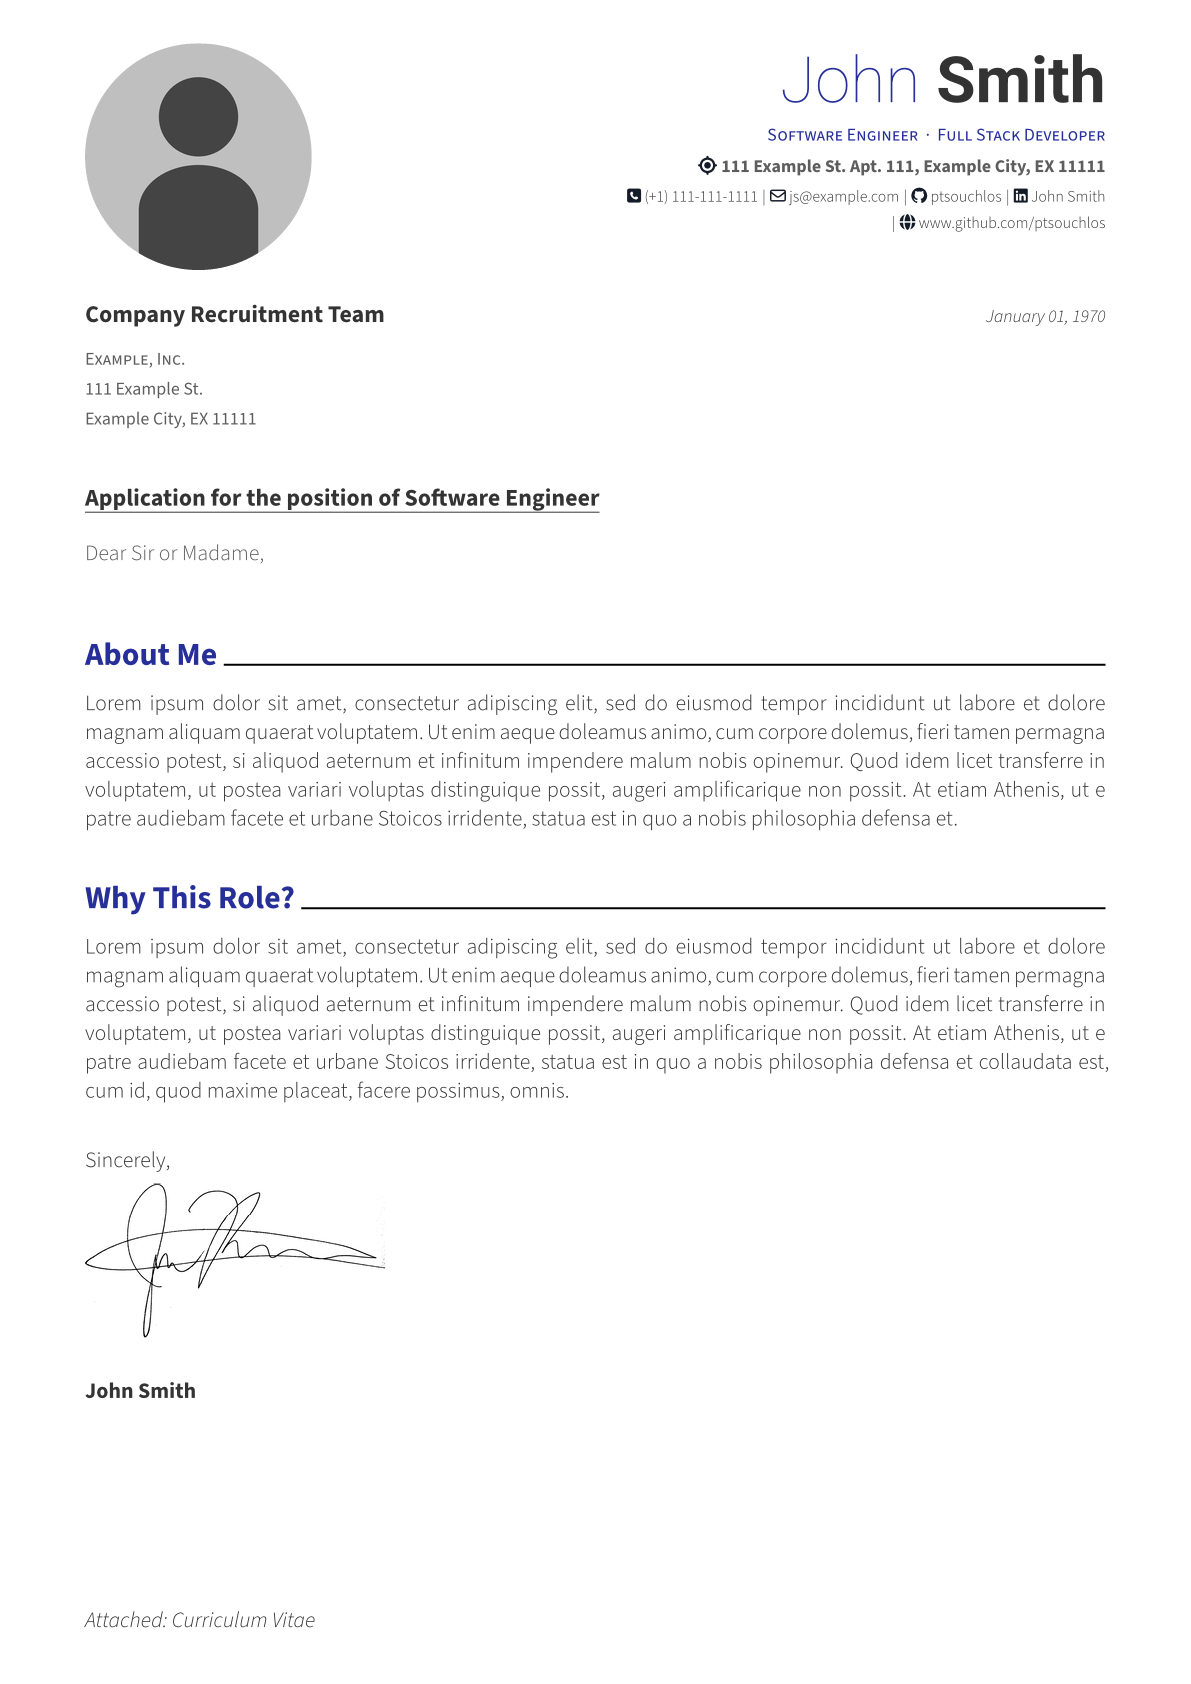 John Smith
Software Engineer · Full Stack Developer
111 Example St. Apt. 111, Example City, EX 11111
(+1) 111-111-1111 | js@example.com | ptsouchlos | John Smith
| www.github.com/ptsouchlos
Company Recruitment Team
January 01, 1970
Example, Inc.
111 Example St.
Example City, EX 11111
Application for the position of Software Engineer
Dear Sir or Madame,
About Me
Lorem ipsum dolor sit amet, consectetur adipiscing elit, sed do eiusmod tempor incididunt ut labore et dolore
magnam aliquam quaerat voluptatem. Ut enim aeque doleamus animo, cum corpore dolemus, fieri tamen permagna
accessio potest, si aliquod aeternum et infinitum impendere malum nobis opinemur. Quod idem licet transferre in
voluptatem, ut postea variari voluptas distinguique possit, augeri amplificarique non possit. At etiam Athenis, ut e
patre audiebam facete et urbane Stoicos irridente, statua est in quo a nobis philosophia defensa et.
Why This Role?
Lorem ipsum dolor sit amet, consectetur adipiscing elit, sed do eiusmod tempor incididunt ut labore et dolore
magnam aliquam quaerat voluptatem. Ut enim aeque doleamus animo, cum corpore dolemus, fieri tamen permagna
accessio potest, si aliquod aeternum et infinitum impendere malum nobis opinemur. Quod idem licet transferre in
voluptatem, ut postea variari voluptas distinguique possit, augeri amplificarique non possit. At etiam Athenis, ut e
patre audiebam facete et urbane Stoicos irridente, statua est in quo a nobis philosophia defensa et collaudata est,
cum id, quod maxime placeat, facere possimus, omnis.
Sincerely,
John Smith
Attached: Curriculum Vitae